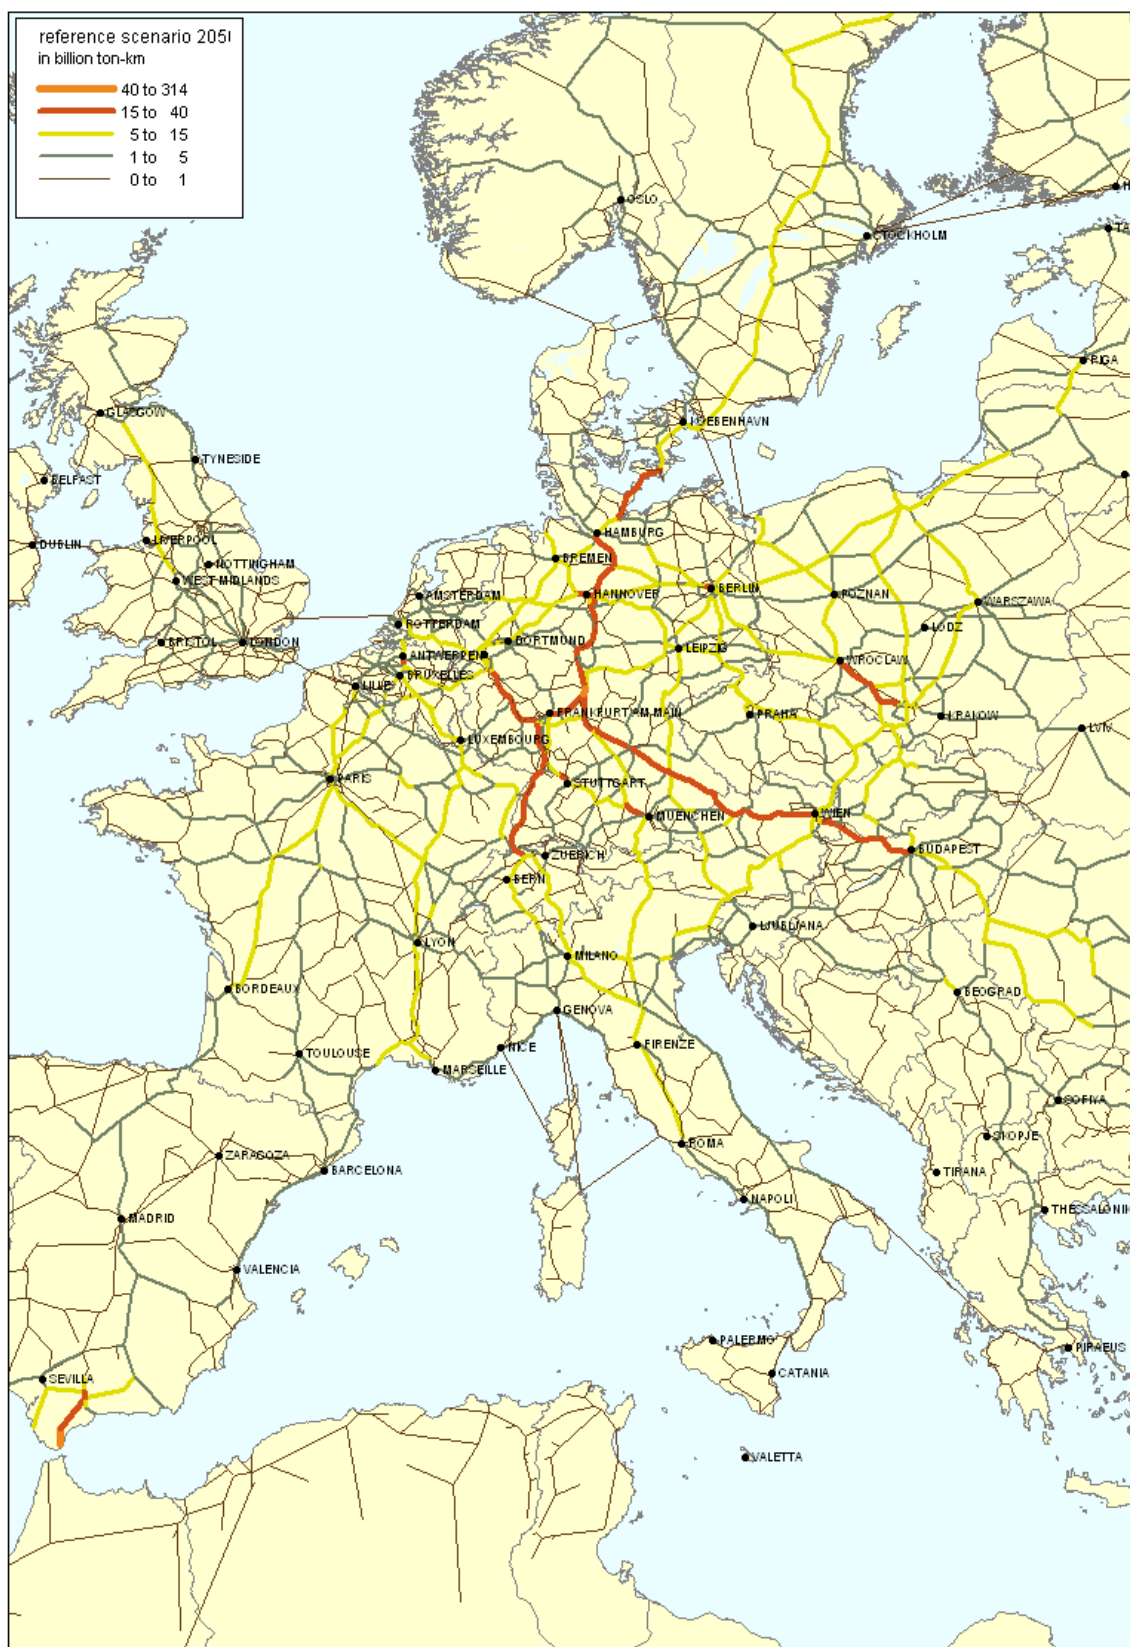 reference scenario 205
in billion ton-km
40 to 314
15 to 40
5 to 15
1 to 5
0 to 1
OSLO
STOCKHOLM
H
TA
RIGA
GLASGOW
KOEBENHAVN
TYNESIDE
BELFAST
HAMBURG
LIVERPOOL
DUBLIN
BREMEN
NOTTINGHAM
WEST MIDLANDS
BERLIN
AMSTERDAM
HANNOVER
POZNAN
WARSZAWA
ROTTERDAM
LODZ
BRISTOL
LONDON
DORTMUND
LEIPZIG
ANTWERPEN
WROCLAW
BRUXELLES
LILLE
FRANKFURT AM MAIN
PRAHA
KRAKOW
LVIV
LUXEMBOURG
PARIS
STUTTGART
MUENCHEN
WIEN
BUDAPEST
ZUERICH
BERN
LJUBLJANA
LYON
MILANO
BORDEAUX
BEOGRAD
GENOVA
NICE
FIRENZE
TOULOUSE
MARSEILLE
SOFIYA
SKOPJE
ROMA
ZARAGOZA
BARCELONA
TIRANA
NAPOLI
THESSALONIK
MADRID
VALENCIA
PALERMO
PIRAEUS
CATANIA
SEVILLA
VALETTA